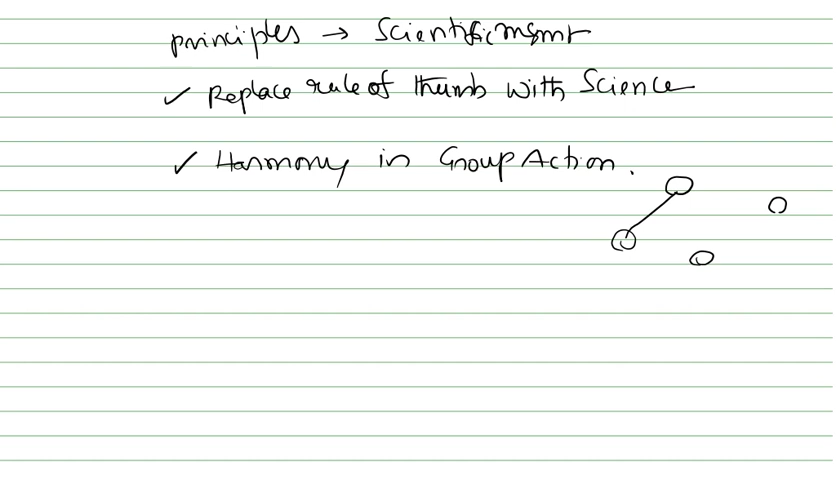 principles → Scientific mgmt
✓ Replace rule of thumb with Science
✓ Harmony in Group Action.